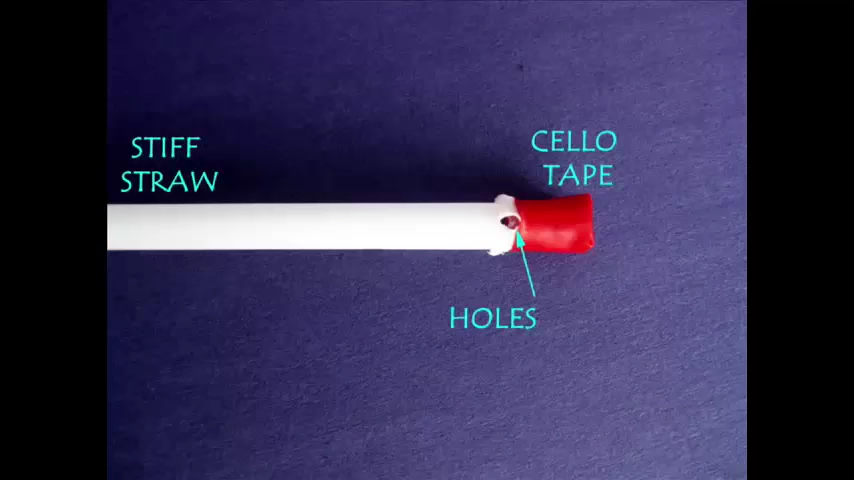 STIFF
STRAW
CELLO
TAPE
HOLES